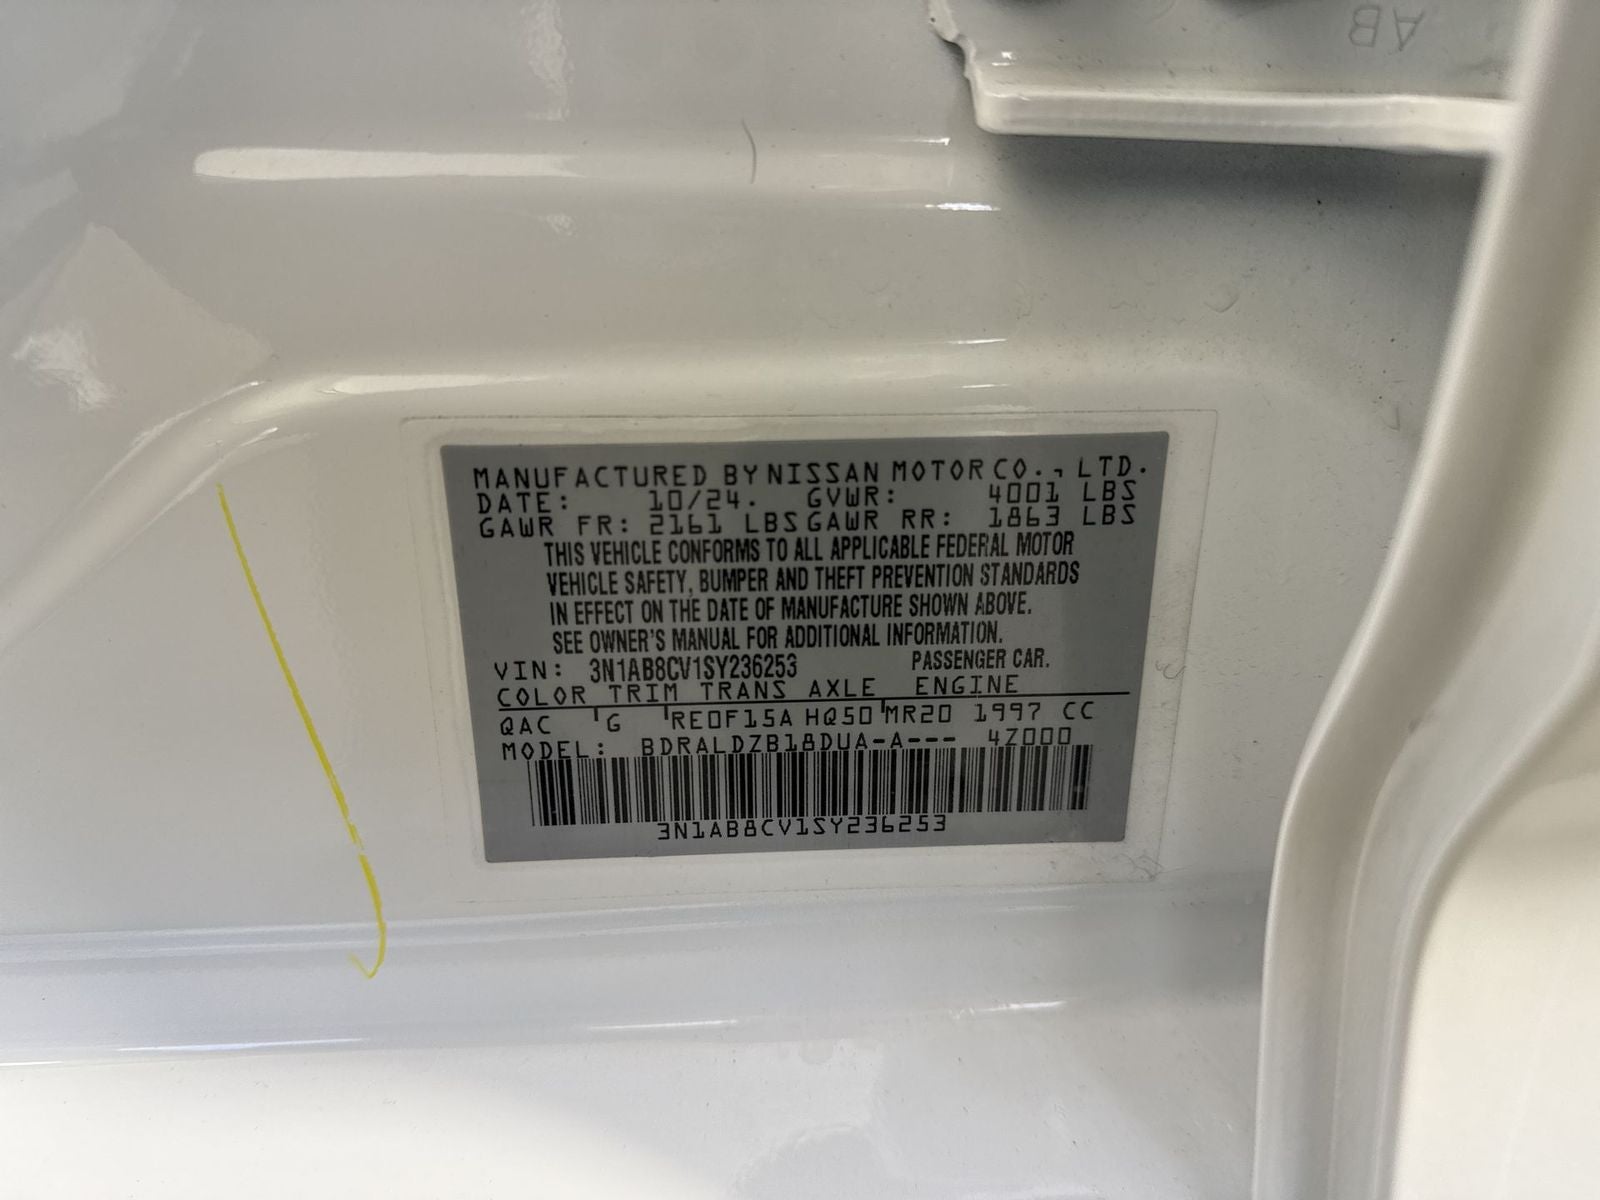 AB
MANUFACTURED BY NISSAN MOTOR CO., LTD.
DATE: 10/24. GVWR: 4001 LBS
GAWR FR: 2161 LBS GAWR RR: 1863 LBS
THIS VEHICLE CONFORMS TO ALL APPLICABLE FEDERAL MOTOR
VEHICLE SAFETY, BUMPER AND THEFT PREVENTION STANDARDS
IN EFFECT ON THE DATE OF MANUFACTURE SHOWN ABOVE.
SEE OWNER'S MANUAL FOR ADDITIONAL INFORMATION.
VIN: 3N1AB8CV1SY236253 PASSENGER CAR.
COLOR TRIM TRANS AXLE ENGINE
QAC G RE0F15A HQ50 MR20 1997 CC
MODEL: BDRALDZB18DUA-A--- 4Z000
3N1AB8CV1SY236253